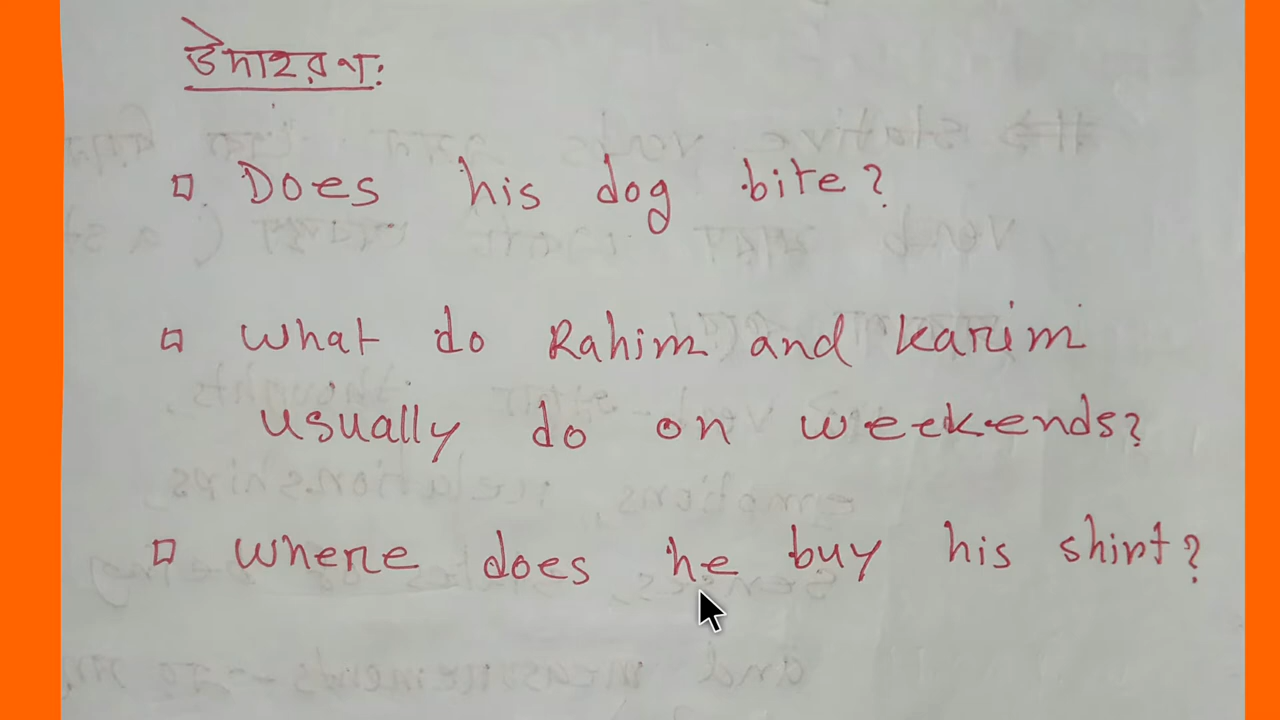 উদাহরণ:
Does his dog bite?
What do Rahim and Karim
usually do on weekends?
Where does he buy his shirt?